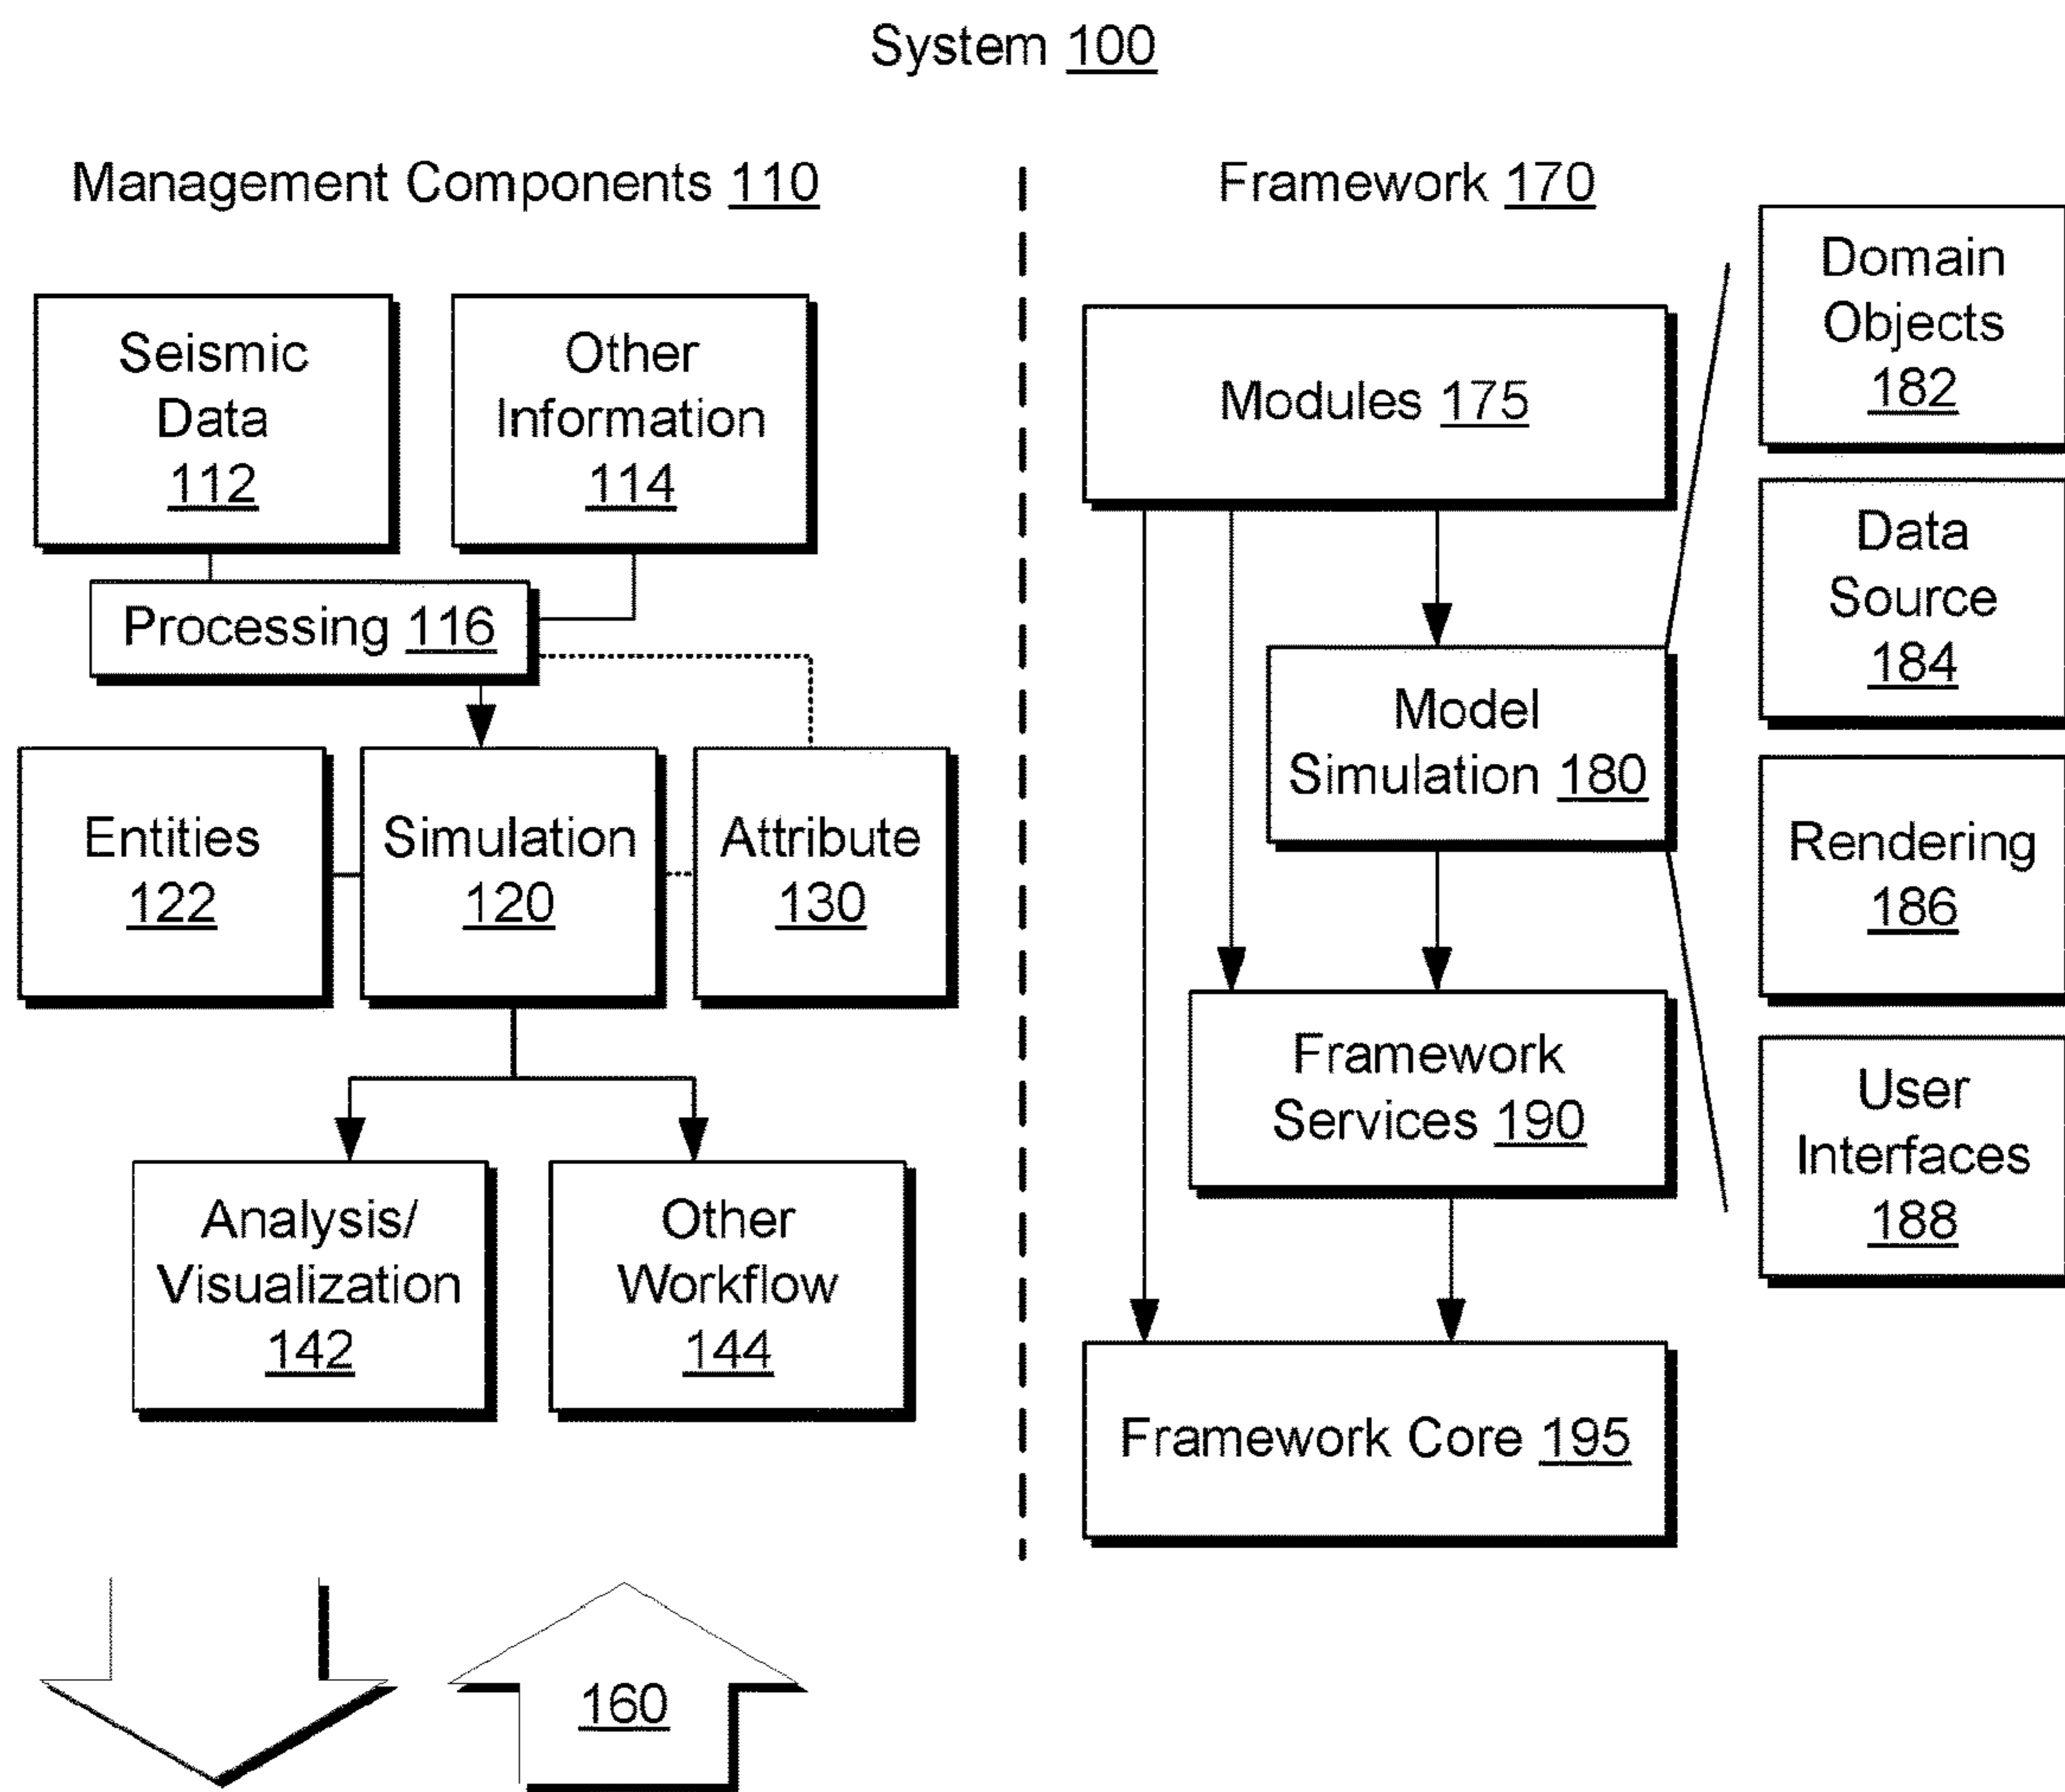 System 100
Management Components 110
Seismic
Data
112
Other
Information
114
Processing 116
Entities
122
Simulation
120
Attribute
130
Analysis/
Visualization
142
Other
Workflow
144
160
Framework 170
Modules 175
Model
Simulation 180
Framework
Services 190
Framework Core 195
Domain
Objects
182
Data
Source
184
Rendering
186
User
Interfaces
188